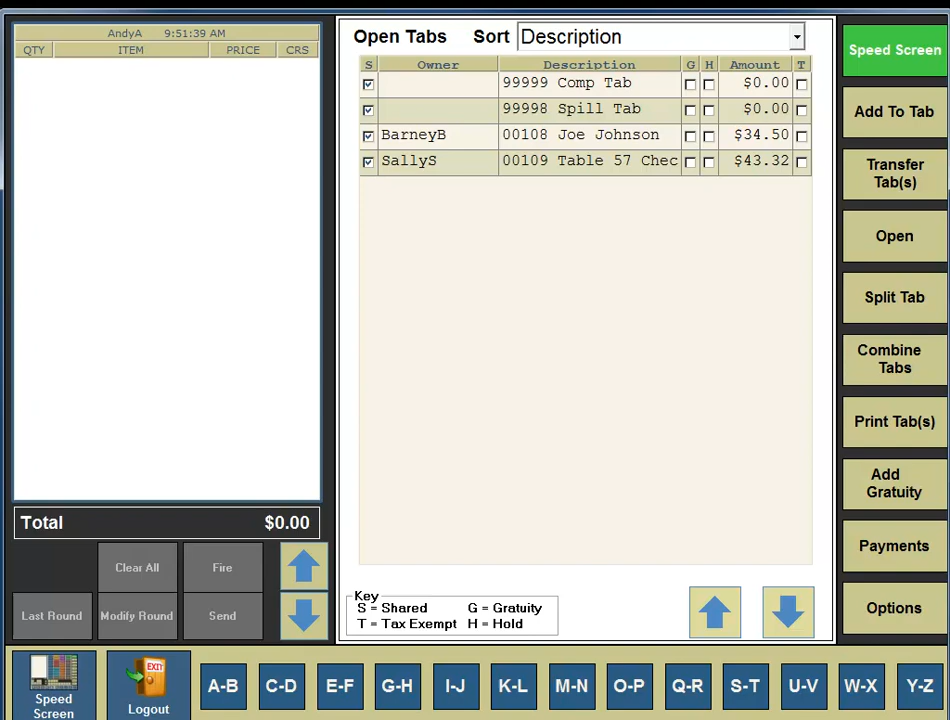 AndyA 9:51:39 AM
QTY ITEM PRICE CRS
Total $0.00
Clear All Fire
Last Round Modify Round Send
Open Tabs Sort Description
S Owner Description G H Amount T
99999 Comp Tab $0.00
99998 Spill Tab $0.00
BarneyB 00108 Joe Johnson $34.50
SallyS 00109 Table 57 Chec $43.32
Key
S = Shared G = Gratuity
T = Tax Exempt H = Hold
Speed Screen
Add To Tab
Transfer
Tab(s)
Open
Split Tab
Combine
Tabs
Print Tab(s)
Add
Gratuity
Payments
Options
Speed
Screen
EXIT
Logout
A-B C-D E-F G-H I-J K-L M-N O-P Q-R S-T U-V W-X Y-Z